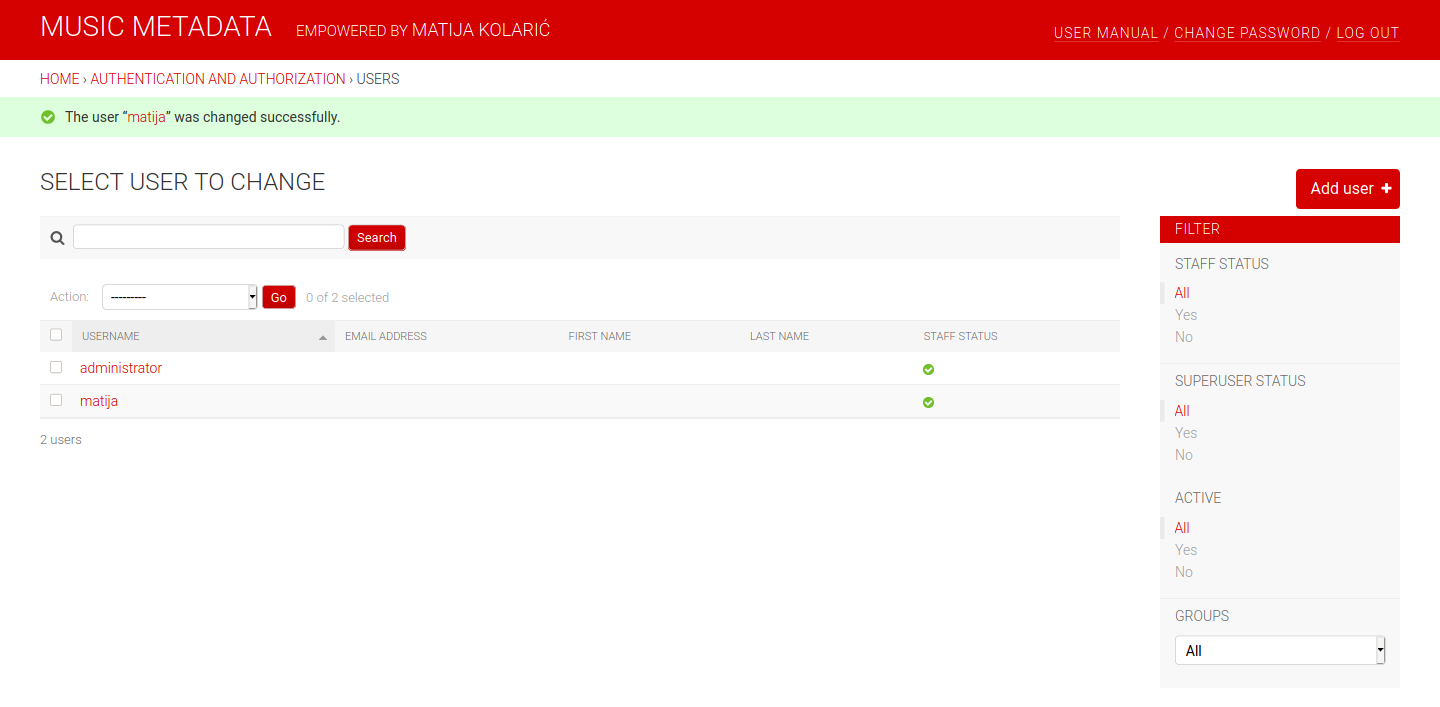 MUSIC METADATA EMPOWERED BY MATIJA KOLARIĆ
USER MANUAL / CHANGE PASSWORD / LOG OUT
HOME › AUTHENTICATION AND AUTHORIZATION › USERS
The user “matija” was changed successfully.
SELECT USER TO CHANGE
Add user +
Search
Action: --------- Go 0 of 2 selected
USERNAME EMAIL ADDRESS FIRST NAME LAST NAME STAFF STATUS
administrator
matija
2 users
FILTER
STAFF STATUS
All
Yes
No
SUPERUSER STATUS
All
Yes
No
ACTIVE
All
Yes
No
GROUPS
All